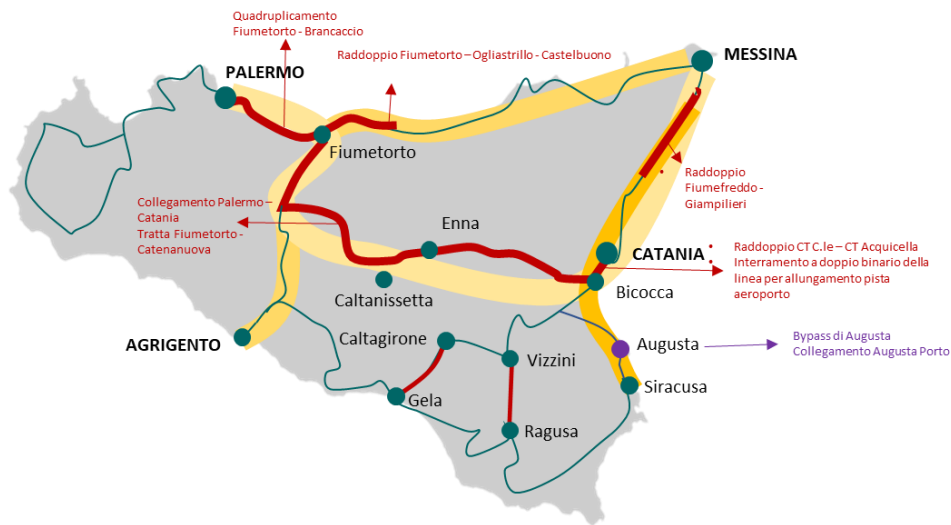 Quadruplicamento
Fiumetorto - Brancaccio
Raddoppio Fiumetorto – Ogliastrillo - Castelbuono
MESSINA
PALERMO
Fiumetorto
Raddoppio
Fiumefreddo -
Giampilieri
Collegamento Palermo –
Catania
Tratta Fiumetorto -
Catenanuova
Enna
CATANIA
Raddoppio CT C.le – CT Acquicella
Interramento a doppio binario della
linea per allungamento pista
aeroporto
Bicocca
Caltanissetta
AGRIGENTO
Caltagirone
Vizzini
Augusta
Bypass di Augusta
Collegamento Augusta Porto
Siracusa
Gela
Ragusa